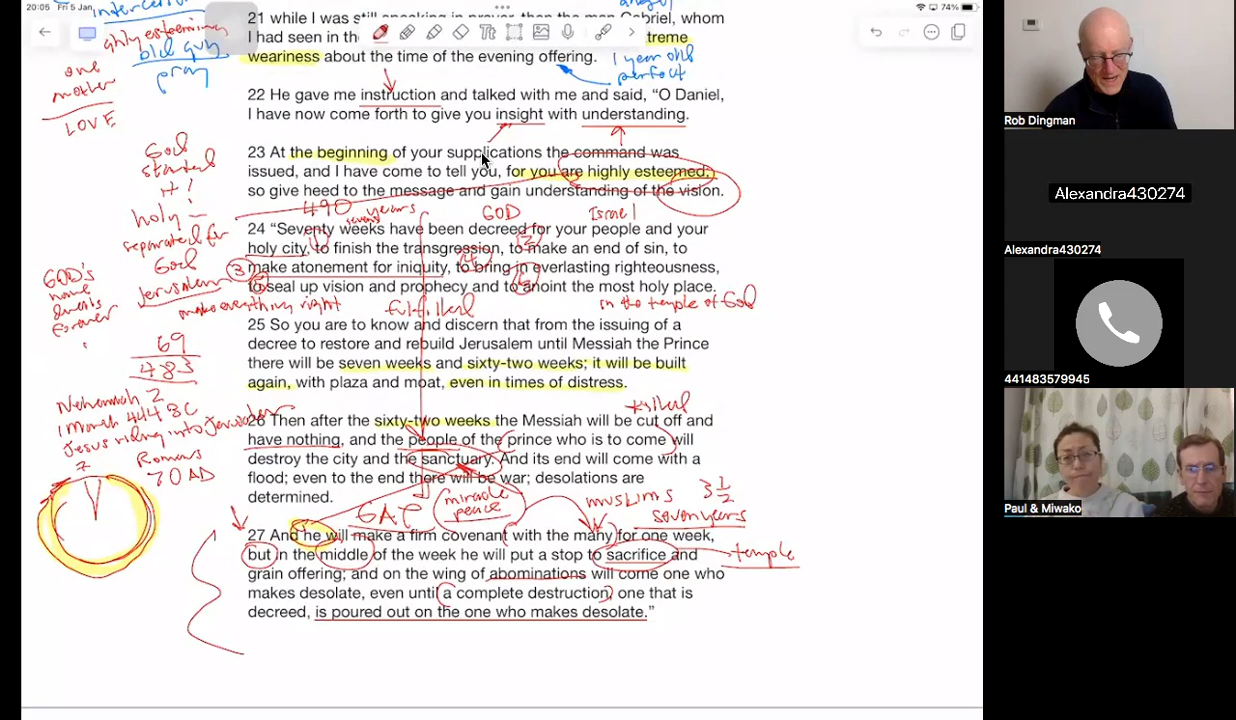 20:05 Fri 5 Jan
74%
21 while I was still speaking in prayer, then the man Gabriel, whom
I had seen in the
extreme
weariness about the time of the evening offering.
1 year old
perfect
highly esteeming
pray
one
mother
LOVE
22 He gave me instruction and talked with me and said, “O Daniel,
I have now come forth to give you insight with understanding.
23 At the beginning of your supplications the command was
issued, and I have come to tell you, for you are highly esteemed;
so give heed to the message and gain understanding of the vision.
God
started
it!
holy –
separated for
God
Jerusalem
GOD's
name
dwells
forever
490 years
sevens
GOD
Israel
24 “Seventy weeks have been decreed for your people and your
holy city, to finish the transgression, to make an end of sin, to
make atonement for iniquity, to bring in everlasting righteousness,
to seal up vision and prophecy and to anoint the most holy place.
make everything right
fulfilled
in the temple of God
25 So you are to know and discern that from the issuing of a
decree to restore and rebuild Jerusalem until Messiah the Prince
there will be seven weeks and sixty-two weeks; it will be built
again, with plaza and moat, even in times of distress.
69
483
Nehemiah 2
1 March 444 BC
Jesus riding into Jerusalem
Romans
70 AD
killed
26 Then after the sixty-two weeks the Messiah will be cut off and
have nothing, and the people of the prince who is to come will
destroy the city and the sanctuary. And its end will come with a
flood; even to the end there will be war; desolations are
determined.
GAP
miracle
peace
muslims
3 1/2
seven years
27 And he will make a firm covenant with the many for one week,
but in the middle of the week he will put a stop to sacrifice and
temple
grain offering; and on the wing of abominations will come one who
makes desolate, even until a complete destruction, one that is
decreed, is poured out on the one who makes desolate.”
Rob Dingman
Alexandra430274
Alexandra430274
441483579945
Paul & Miwako